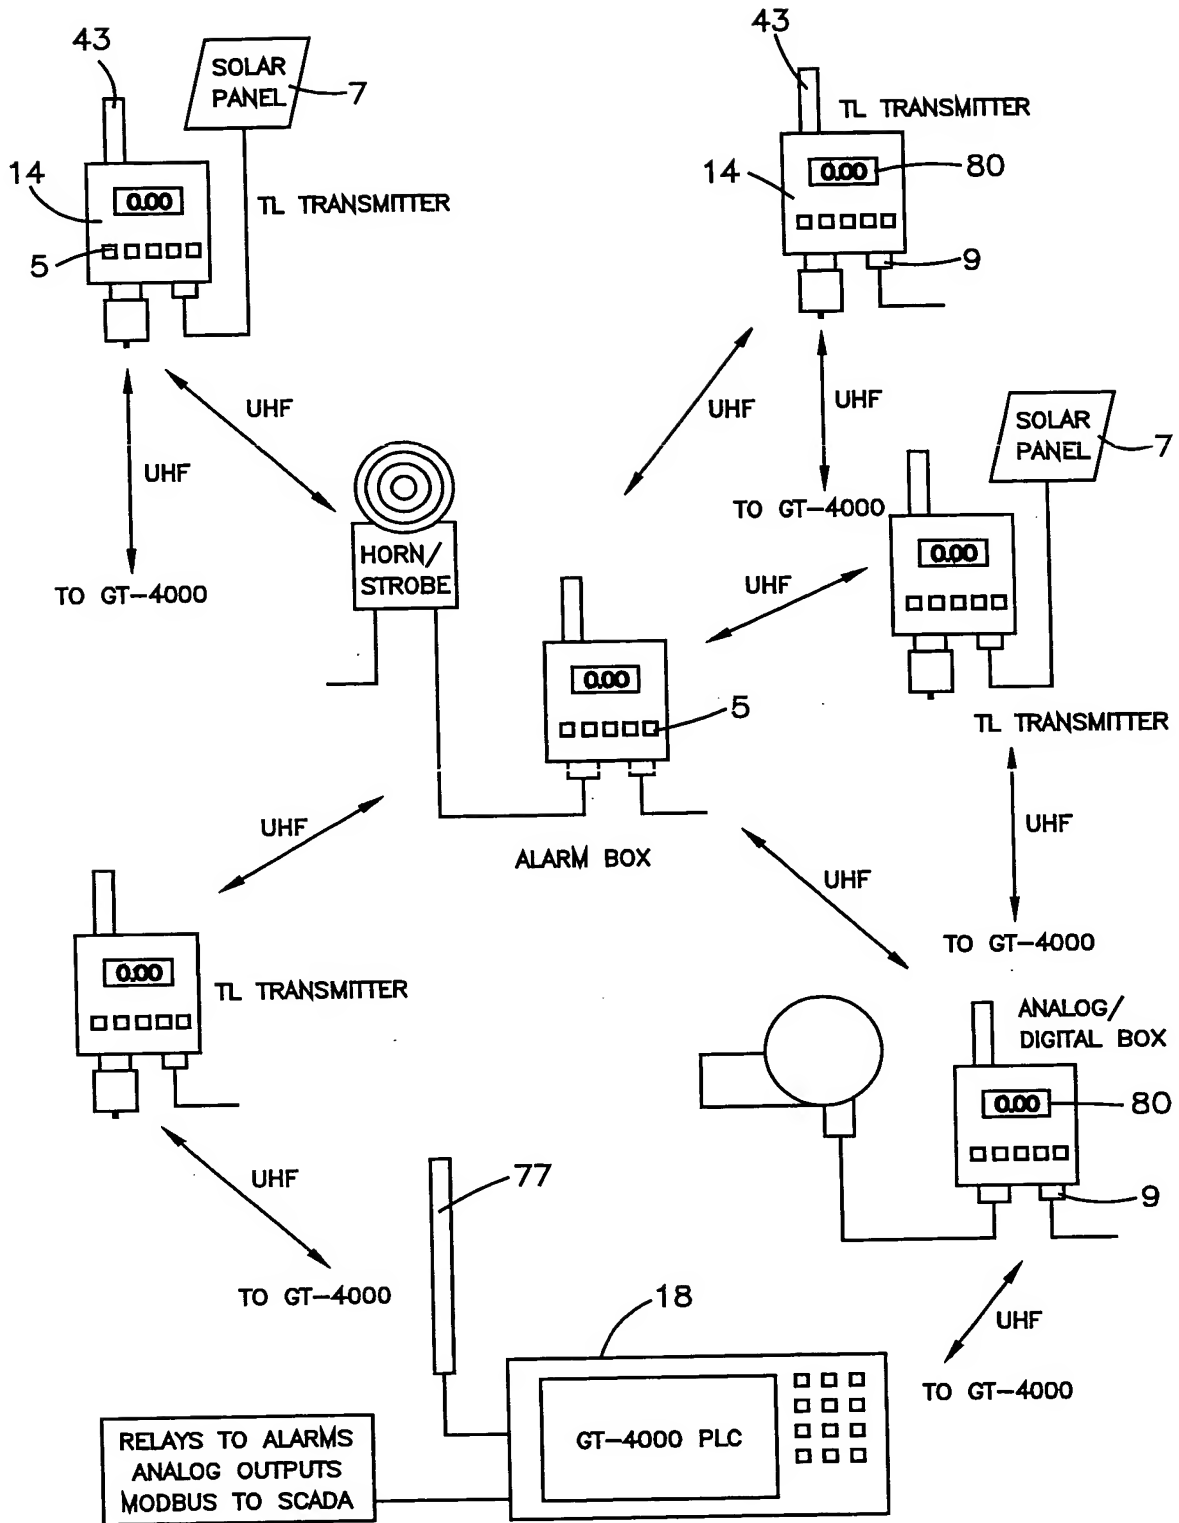 43
SOLAR
PANEL
7
14
0.00
TL TRANSMITTER
5
UHF
UHF
TO GT-4000
43
TL TRANSMITTER
14
0.00
80
9
UHF
UHF
TO GT-4000
SOLAR
PANEL
7
0.00
TL TRANSMITTER
HORN/
STROBE
UHF
0.00
5
ALARM BOX
UHF
UHF
UHF
TO GT-4000
0.00
TL TRANSMITTER
UHF
TO GT-4000
ANALOG/
DIGITAL BOX
0.00
80
9
UHF
TO GT-4000
77
18
GT-4000 PLC
RELAYS TO ALARMS
ANALOG OUTPUTS
MODBUS TO SCADA